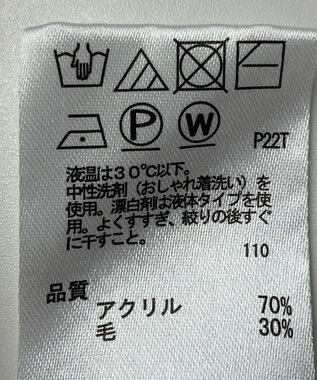 P W P22T
液温は30℃以下。
中性洗剤（おしゃれ着洗い）を
使用。漂白剤は液体タイプを使
用。よくすすぎ、絞りの後すぐ
に干すこと。
110
品質
アクリル 70%
毛 30%